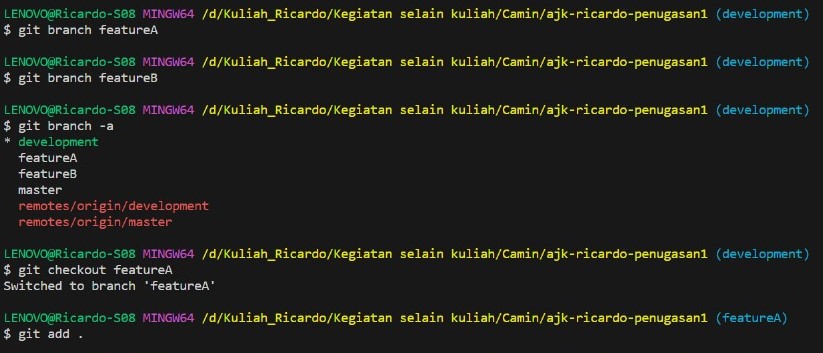 LENOVO@Ricardo-S08 MINGW64 /d/Kuliah_Ricardo/Kegiatan selain kuliah/Camin/ajk-ricardo-penugasan1 (development)
$ git branch featureA
LENOVO@Ricardo-S08 MINGW64 /d/Kuliah_Ricardo/Kegiatan selain kuliah/Camin/ajk-ricardo-penugasan1 (development)
$ git branch featureB
LENOVO@Ricardo-S08 MINGW64 /d/Kuliah_Ricardo/Kegiatan selain kuliah/Camin/ajk-ricardo-penugasan1 (development)
$ git branch -a
* development
  featureA
  featureB
  master
  remotes/origin/development
  remotes/origin/master
LENOVO@Ricardo-S08 MINGW64 /d/Kuliah_Ricardo/Kegiatan selain kuliah/Camin/ajk-ricardo-penugasan1 (development)
$ git checkout featureA
Switched to branch 'featureA'
LENOVO@Ricardo-S08 MINGW64 /d/Kuliah_Ricardo/Kegiatan selain kuliah/Camin/ajk-ricardo-penugasan1 (featureA)
$ git add .